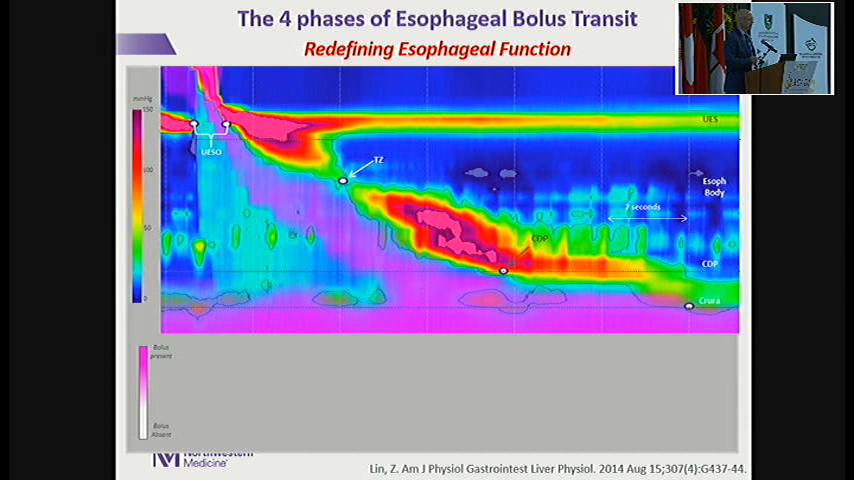 The 4 phases of Esophageal Bolus Transit
Redefining Esophageal Function
mmHg
150
100
50
0
UES
UESO
TZ
Esoph
Body
2 seconds
CDP
CDP
Crura
Bolus
present
Bolus
Absent
Northwestern
Medicine
Lin, Z. Am J Physiol Gastrointest Liver Physiol. 2014 Aug 15;307(4):G437-44.